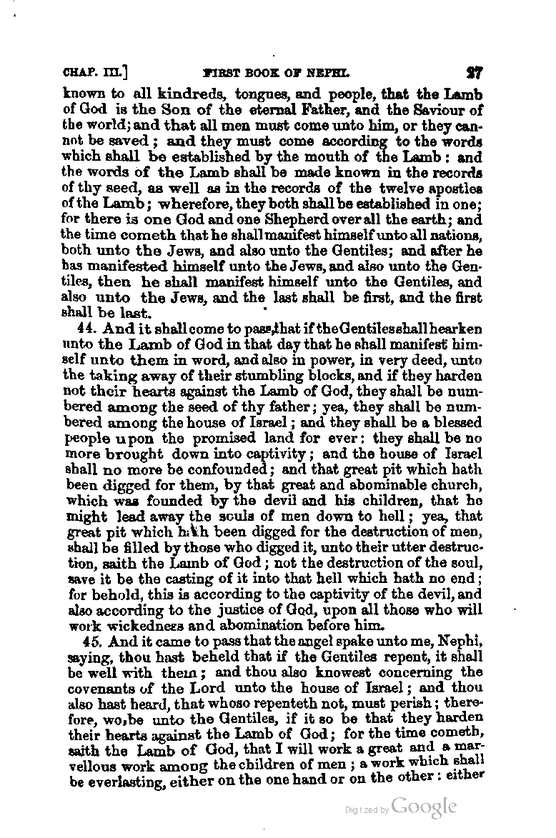 CHAP. III.] FIRST BOOK OF NEPHI. 27
known to all kindreds, tongues, and people, that the Lamb
of God is the Son of the eternal Father, and the Saviour of
the world; and that all men must come unto him, or they can-
not be saved; and they must come according to the words
which shall be established by the mouth of the Lamb: and
the words of the Lamb shall be made known in the records
of thy seed, as well as in the records of the twelve apostles
of the Lamb; wherefore, they both shall be established in one;
for there is one God and one Shepherd over all the earth; and
the time cometh that he shall manifest himself unto all nations,
both unto the Jews, and also unto the Gentiles; and after he
has manifested himself unto the Jews, and also unto the Gen-
tiles, then he shall manifest himself unto the Gentiles, and
also unto the Jews, and the last shall be first, and the first
shall be last.
44. And it shall come to pass, that if the Gentiles shall hearken
unto the Lamb of God in that day that he shall manifest him-
self unto them in word, and also in power, in very deed, unto
the taking away of their stumbling blocks, and if they harden
not their hearts against the Lamb of God, they shall be num-
bered among the seed of thy father; yea, they shall be num-
bered among the house of Israel; and they shall be a blessed
people upon the promised land for ever: they shall be no
more brought down into captivity; and the house of Israel
shall no more be confounded; and that great pit which hath
been digged for them, by that great and abominable church,
which was founded by the devil and his children, that he
might lead away the souls of men down to hell; yea, that
great pit which hath been digged for the destruction of men,
shall be filled by those who digged it, unto their utter destruc-
tion, saith the Lamb of God; not the destruction of the soul,
save it be the casting of it into that hell which hath no end;
for behold, this is according to the captivity of the devil, and
also according to the justice of God, upon all those who will
work wickedness and abomination before him.
45. And it came to pass that the angel spake unto me, Nephi,
saying, thou hast beheld that if the Gentiles repent, it shall
be well with them; and thou also knowest concerning the
covenants of the Lord unto the house of Israel; and thou
also hast heard, that whoso repenteth not, must perish; there-
fore, wo be unto the Gentiles, if it so be that they harden
their hearts against the Lamb of God; for the time cometh,
saith the Lamb of God, that I will work a great and a mar-
vellous work among the children of men; a work which shall
be everlasting, either on the one hand or on the other: either
Digitized by Google